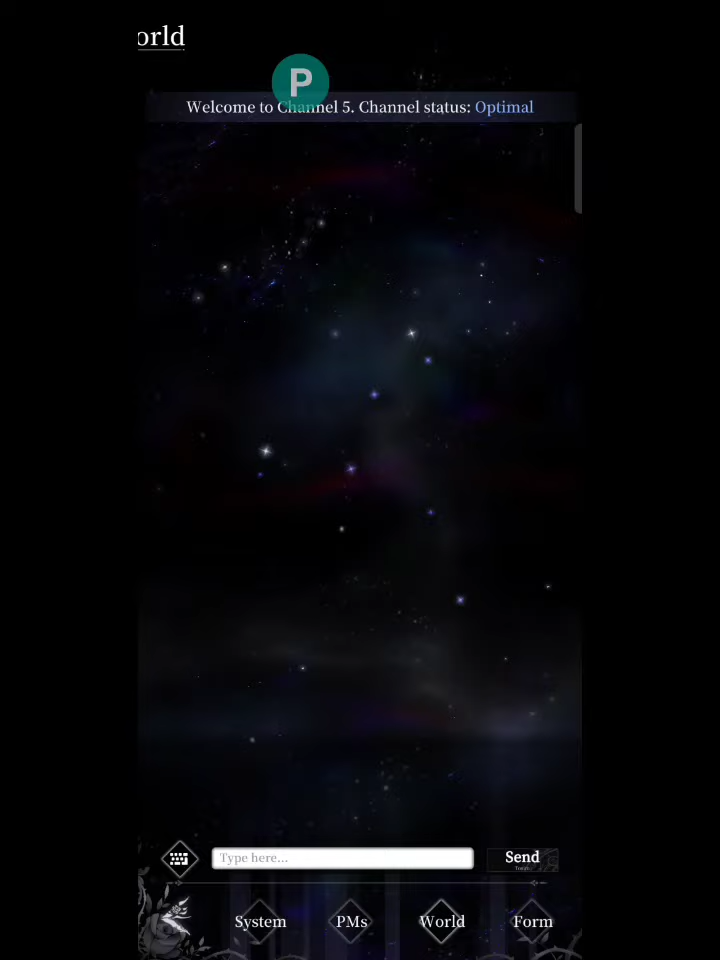 orld
P
Welcome to Channel 5. Channel status: Optimal
Type here...
Send
System
PMs
World
Form